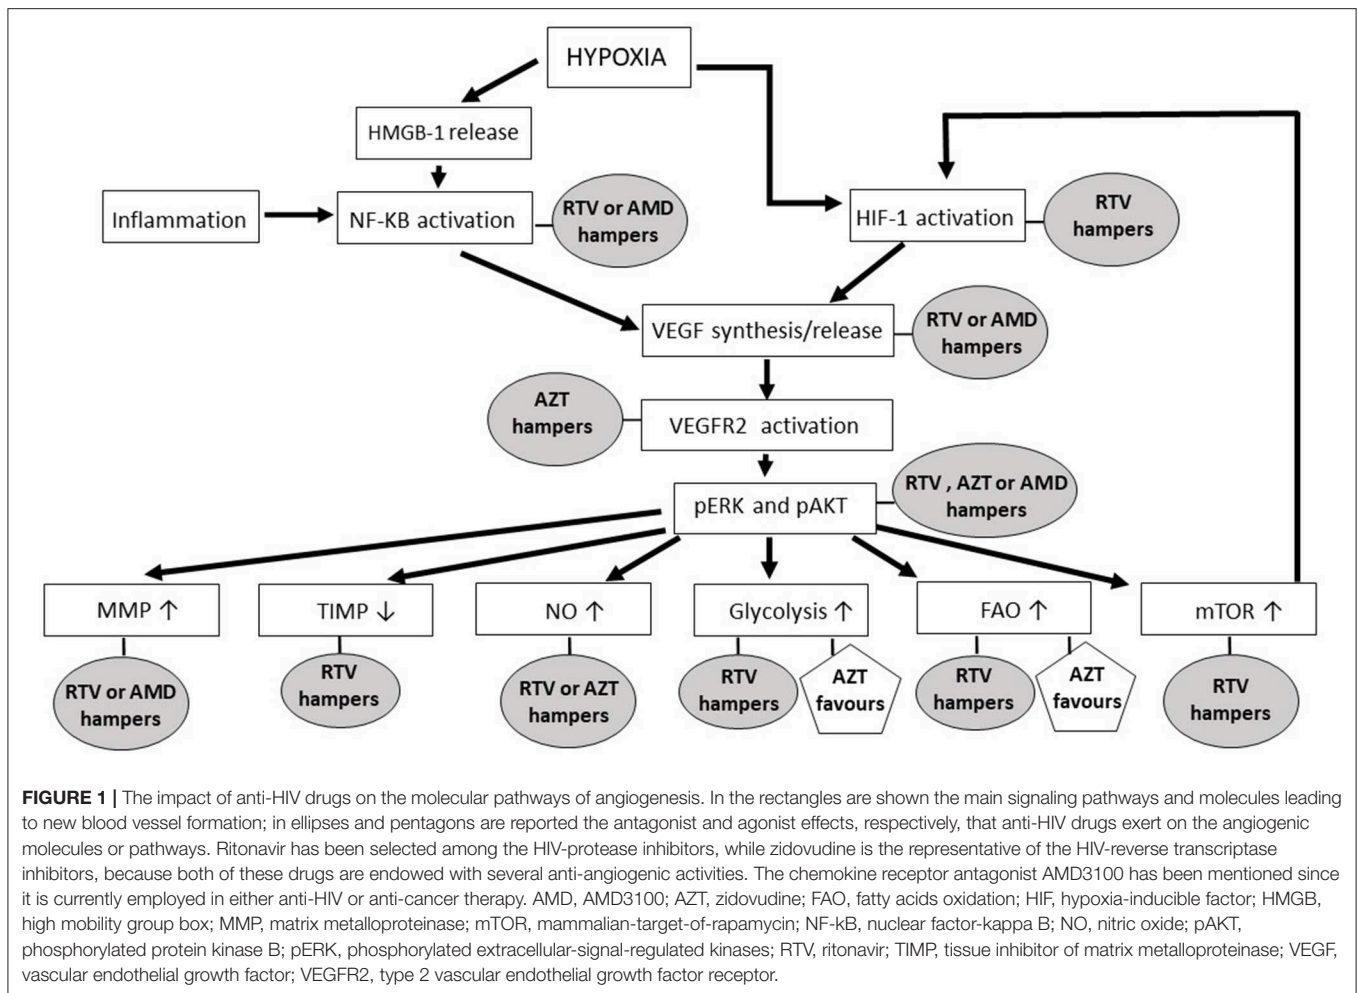 HYPOXIA
HMGB-1 release
Inflammation
NF-KB activation
RTV or AMD
hampers
HIF-1 activation
RTV
hampers
VEGF synthesis/release
RTV or AMD
hampers
AZT
hampers
VEGFR2 activation
pERK and pAKT
RTV , AZT or AMD
hampers
MMP ↑
TIMP ↓
NO ↑
Glycolysis ↑
FAO ↑
mTOR ↑
RTV or AMD
hampers
RTV
hampers
RTV or AZT
hampers
RTV
hampers
AZT
favours
RTV
hampers
AZT
favours
RTV
hampers
FIGURE 1 | The impact of anti-HIV drugs on the molecular pathways of angiogenesis. In the rectangles are shown the main signaling pathways and molecules leading
to new blood vessel formation; in ellipses and pentagons are reported the antagonist and agonist effects, respectively, that anti-HIV drugs exert on the angiogenic
molecules or pathways. Ritonavir has been selected among the HIV-protease inhibitors, while zidovudine is the representative of the HIV-reverse transcriptase
inhibitors, because both of these drugs are endowed with several anti-angiogenic activities. The chemokine receptor antagonist AMD3100 has been mentioned since
it is currently employed in either anti-HIV or anti-cancer therapy. AMD, AMD3100; AZT, zidovudine; FAO, fatty acids oxidation; HIF, hypoxia-inducible factor; HMGB,
high mobility group box; MMP, matrix metalloproteinase; mTOR, mammalian-target-of-rapamycin; NF-kB, nuclear factor-kappa B; NO, nitric oxide; pAKT,
phosphorylated protein kinase B; pERK, phosphorylated extracellular-signal-regulated kinases; RTV, ritonavir; TIMP, tissue inhibitor of matrix metalloproteinase; VEGF,
vascular endothelial growth factor; VEGFR2, type 2 vascular endothelial growth factor receptor.